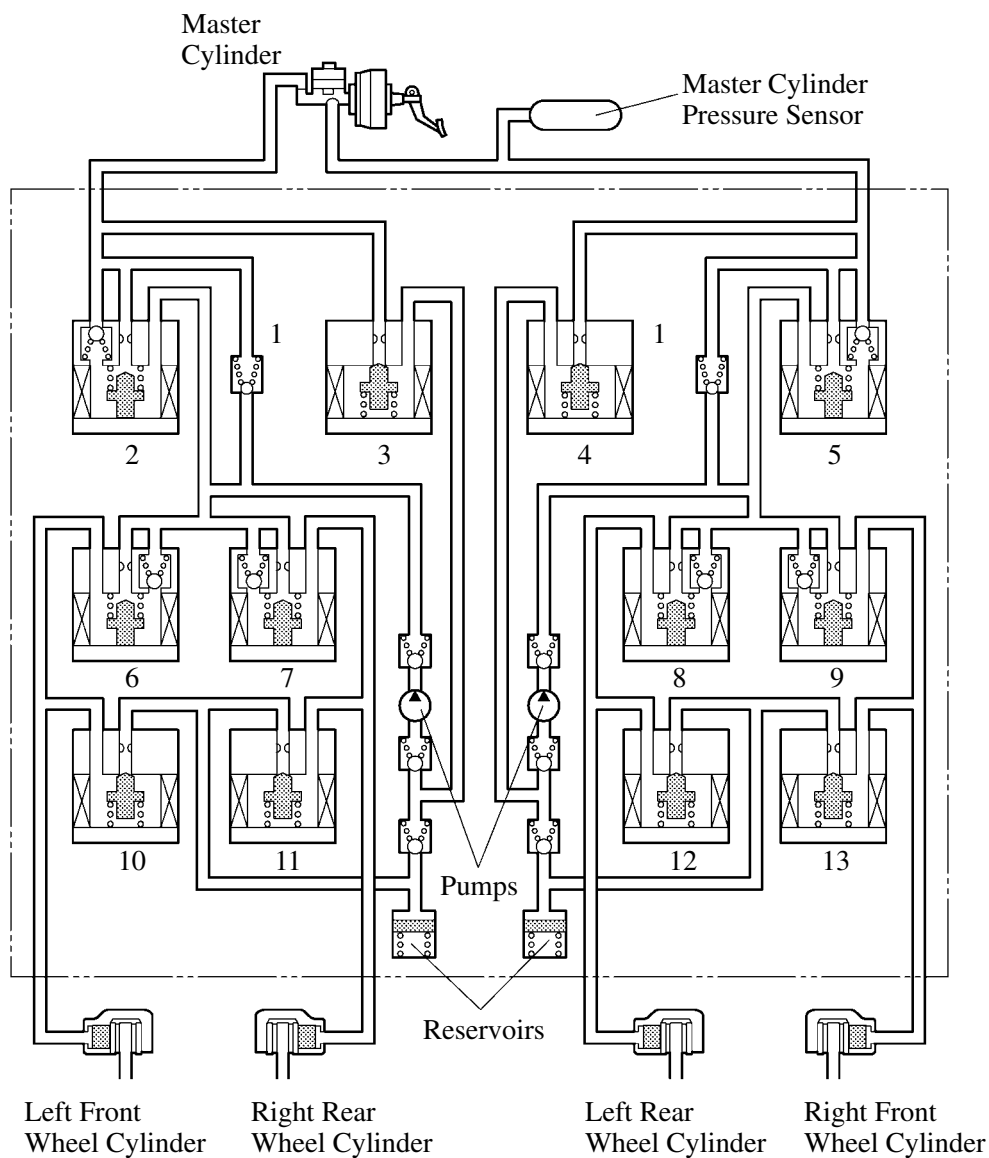 Master
Cylinder
Master Cylinder
Pressure Sensor
1
1
2
3
4
5
6
7
8
9
10
11
12
13
Pumps
Reservoirs
Left Front
Wheel Cylinder
Right Rear
Wheel Cylinder
Left Rear
Wheel Cylinder
Right Front
Wheel Cylinder